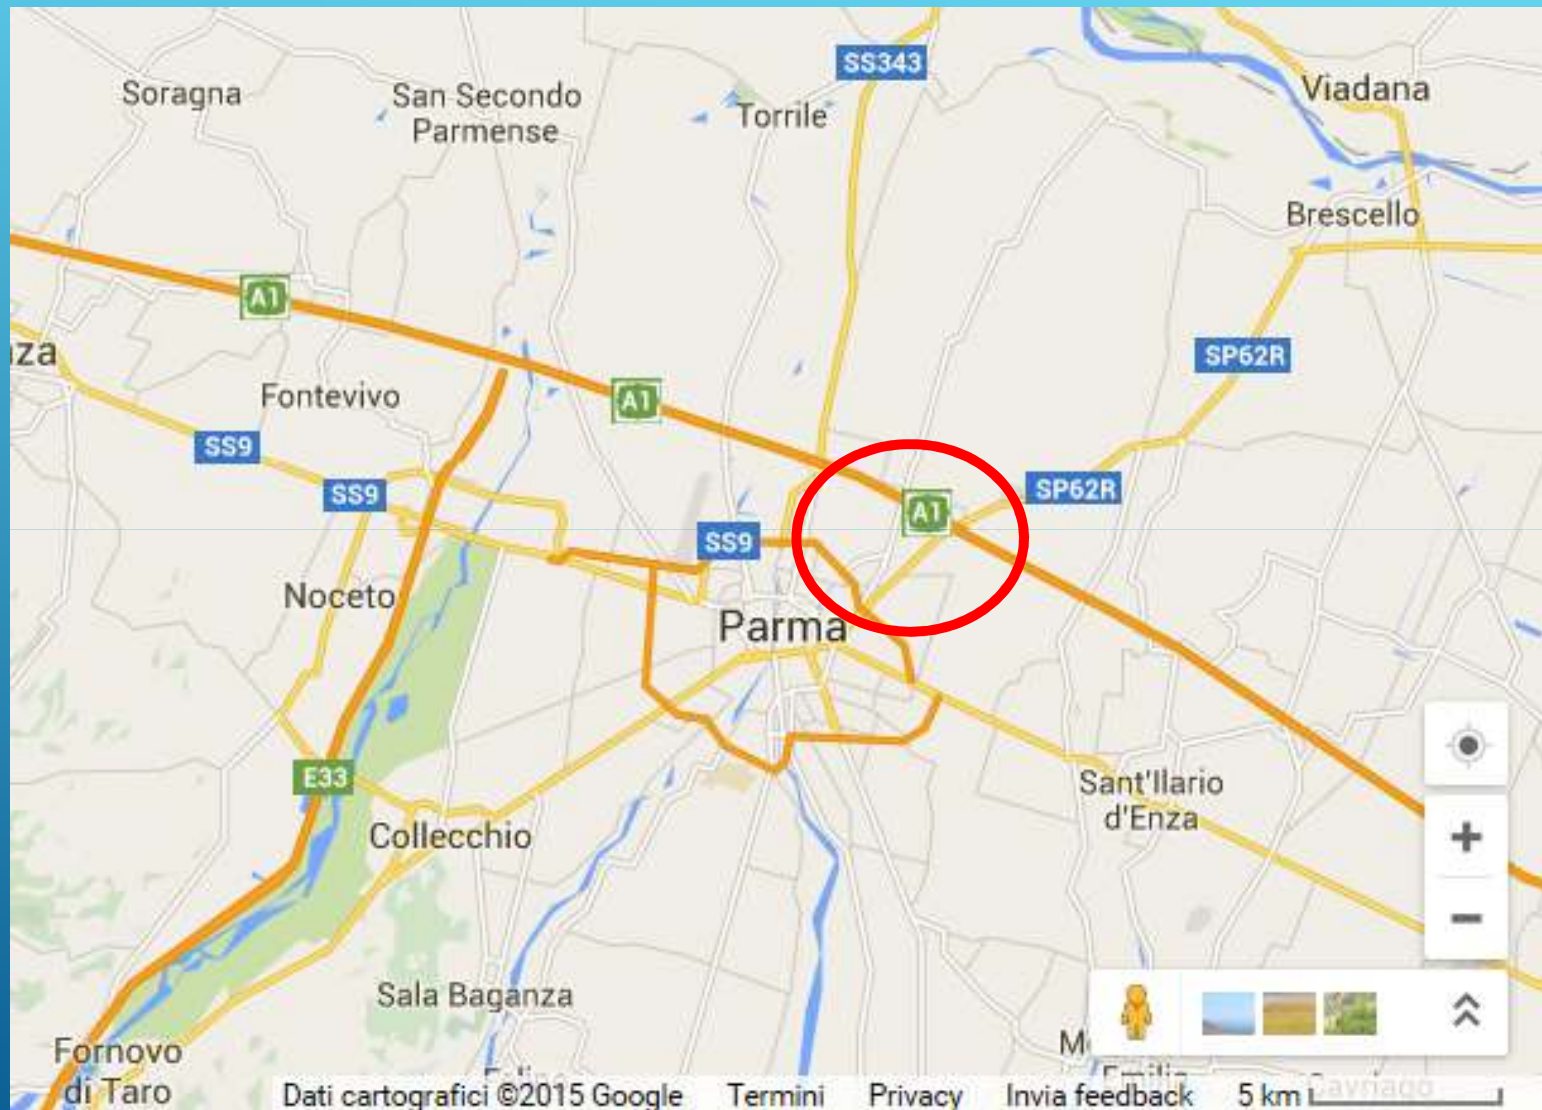 SS343
Viadana
Soragna
San Secondo
Parmense
Torrile
Brescello
A1
SP62R
Fontevivo
A1
SS9
SS9
SP62R
A1
SS9
Noceto
Parma
E33
Sant'Ilario
d'Enza
Collecchio
Sala Baganza
Fornovo
di Taro
Dati cartografici ©2015 Google Termini Privacy Invia feedback 5 km